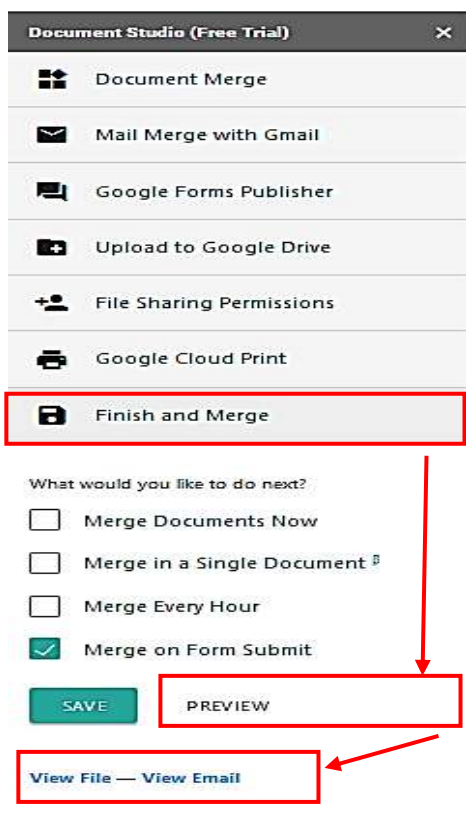 Document Studio (Free Trial) ×
Document Merge
Mail Merge with Gmail
Google Forms Publisher
Upload to Google Drive
File Sharing Permissions
Google Cloud Print
Finish and Merge
What would you like to do next?
Merge Documents Now
Merge in a Single Document β
Merge Every Hour
Merge on Form Submit
SAVE PREVIEW
View File — View Email